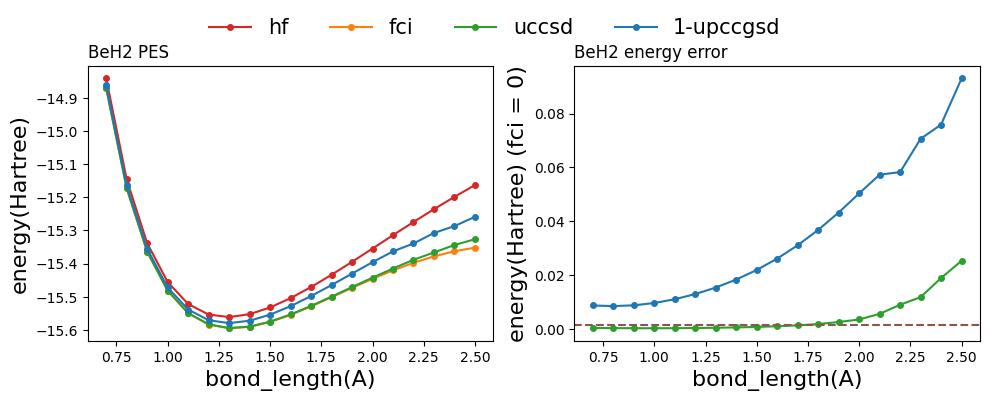 hf fci uccsd 1-upccgsd
BeH2 PES
energy(Hartree)
−14.9
−15.0
−15.1
−15.2
−15.3
−15.4
−15.5
−15.6
0.75 1.00 1.25 1.50 1.75 2.00 2.25 2.50
bond_length(A)
BeH2 energy error
energy(Hartree) (fci = 0)
0.08
0.06
0.04
0.02
0.00
0.75 1.00 1.25 1.50 1.75 2.00 2.25 2.50
bond_length(A)